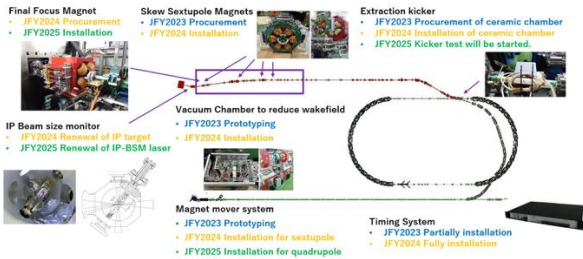 Final Focus Magnet
• JFY2024 Procurement
• JFY2025 Installation
Skew Sextupole Magnets
• JFY2023 Procurement
• JFY2024 Installation
Extraction kicker
• JFY2023 Procurement of ceramic chamber
• JFY2024 Installation of ceramic chamber
• JFY2025 Kicker test will be started.
IP Beam size monitor
• JFY2024 Renewal of IP target
• JFY2025 Renewal of IP-BSM laser
Vacuum Chamber to reduce wakefield
• JFY2023 Prototyping
• JFY2024 Installation
Magnet mover system
• JFY2023 Prototyping
• JFY2024 Installation for sextupole
• JFY2025 Installation for quadrupole
Timing System
• JFY2023 Partially installation
• JFY2024 Fully installation